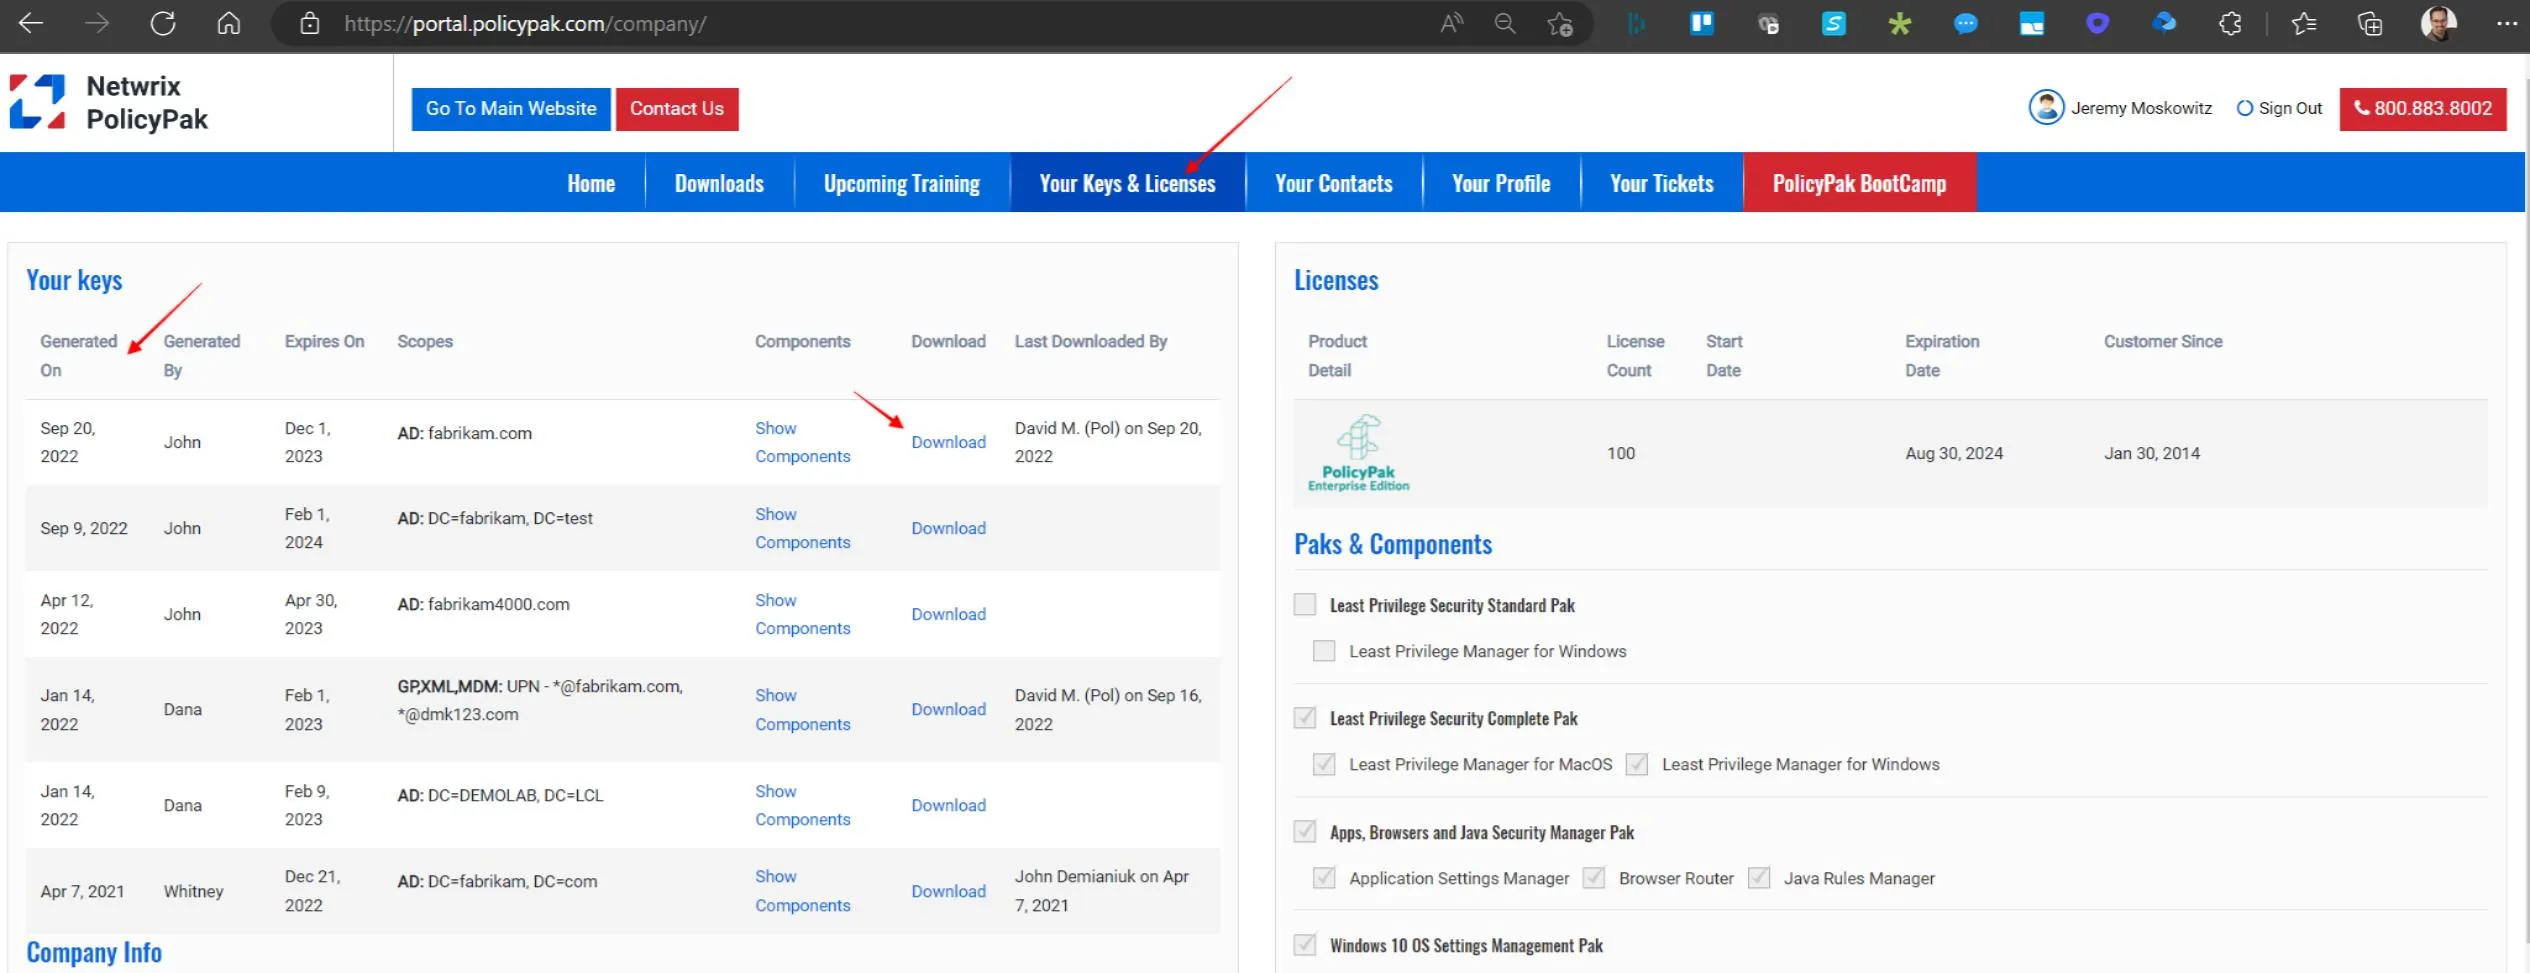 https://portal.policypak.com/company/
Netwrix
PolicyPak
Go To Main Website
Contact Us
Jeremy Moskowitz
Sign Out
800.883.8002
Home
Downloads
Upcoming Training
Your Keys & Licenses
Your Contacts
Your Profile
Your Tickets
PolicyPak BootCamp
Your keys
Generated On
Generated By
Expires On
Scopes
Components
Download
Last Downloaded By
Sep 20, 2022
John
Dec 1, 2023
AD: fabrikam.com
Show Components
Download
David M. (Pol) on Sep 20, 2022
Sep 9, 2022
John
Feb 1, 2024
AD: DC=fabrikam, DC=test
Show Components
Download
Apr 12, 2022
John
Apr 30, 2023
AD: fabrikam4000.com
Show Components
Download
Jan 14, 2022
Dana
Feb 1, 2023
GP,XML,MDM: UPN - *@fabrikam.com, *@dmk123.com
Show Components
Download
David M. (Pol) on Sep 16, 2022
Jan 14, 2022
Dana
Feb 9, 2023
AD: DC=DEMOLAB, DC=LCL
Show Components
Download
Apr 7, 2021
Whitney
Dec 21, 2022
AD: DC=fabrikam, DC=com
Show Components
Download
John Demianiuk on Apr 7, 2021
Company Info
Licenses
Product Detail
License Count
Start Date
Expiration Date
Customer Since
PolicyPak
Enterprise Edition
100
Aug 30, 2024
Jan 30, 2014
Paks & Components
Least Privilege Security Standard Pak
Least Privilege Manager for Windows
Least Privilege Security Complete Pak
Least Privilege Manager for MacOS
Least Privilege Manager for Windows
Apps, Browsers and Java Security Manager Pak
Application Settings Manager
Browser Router
Java Rules Manager
Windows 10 OS Settings Management Pak